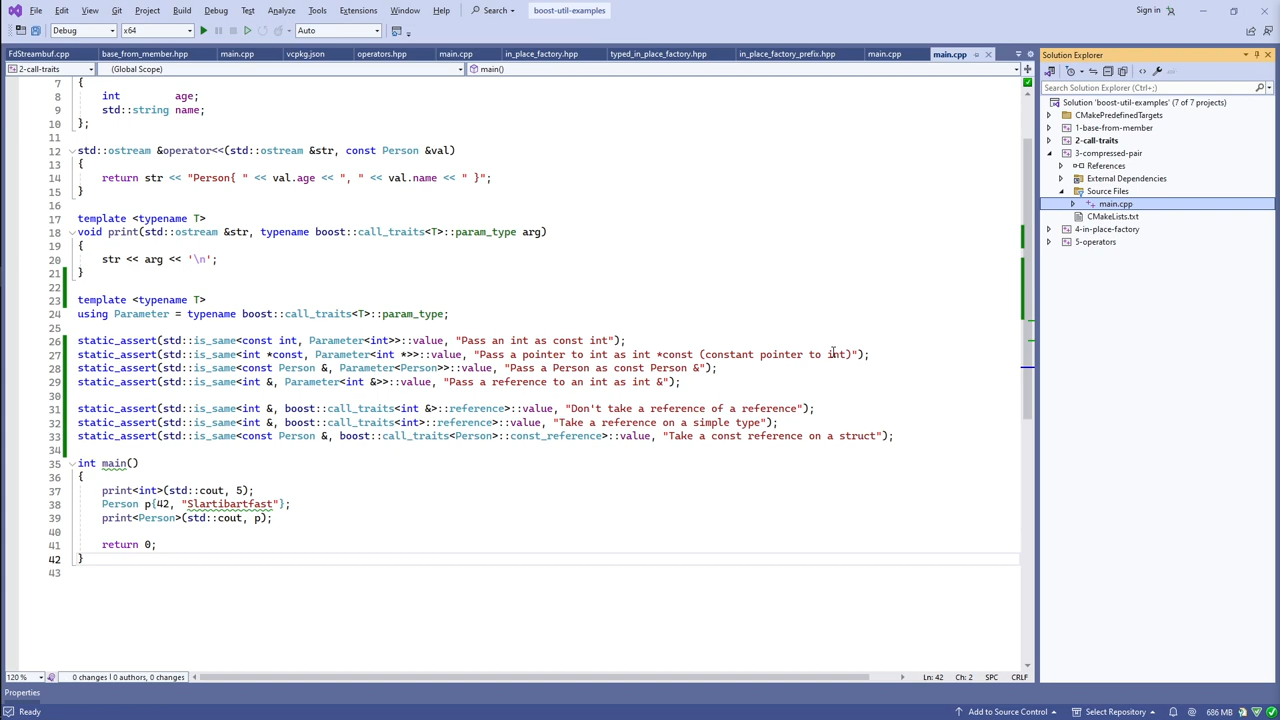 File Edit View Git Project Build Debug Test Analyze Tools Extensions Window Help Search boost-util-examples Sign in
Debug x64 Auto
FdStreambuf.cpp base_from_member.hpp main.cpp vcpkg.json operators.hpp main.cpp in_place_factory.hpp typed_in_place_factory.hpp in_place_factory_prefix.hpp main.cpp main.cpp
2-call-traits (Global Scope) main()
7 {
8 int age;
9 std::string name;
10 };
11
12 std::ostream &operator<<(std::ostream &str, const Person &val)
13 {
14 return str << "Person{ " << val.age << ", " << val.name << " }";
15 }
16
17 template <typename T>
18 void print(std::ostream &str, typename boost::call_traits<T>::param_type arg)
19 {
20 str << arg << '\n';
21 }
22
23 template <typename T>
24 using Parameter = typename boost::call_traits<T>::param_type;
25
26 static_assert(std::is_same<const int, Parameter<int>>::value, "Pass an int as const int");
27 static_assert(std::is_same<int *const, Parameter<int *>>::value, "Pass a pointer to int as int *const (constant pointer to int)");
28 static_assert(std::is_same<const Person &, Parameter<Person>>::value, "Pass a Person as const Person &");
29 static_assert(std::is_same<int &, Parameter<int &>>::value, "Pass a reference to an int as int &");
30
31 static_assert(std::is_same<int &, boost::call_traits<int &>::reference>::value, "Don't take a reference of a reference");
32 static_assert(std::is_same<int &, boost::call_traits<int>::reference>::value, "Take a reference on a simple type");
33 static_assert(std::is_same<const Person &, boost::call_traits<Person>::const_reference>::value, "Take a const reference on a struct");
34
35 int main()
36 {
37 print<int>(std::cout, 5);
38 Person p{42, "Slartibartfast"};
39 print<Person>(std::cout, p);
40
41 return 0;
42 }
43
120 % 0 changes | 0 authors, 0 changes Ln: 42 Ch: 2 SPC CRLF
Properties
Solution Explorer
Search Solution Explorer (Ctrl+;)
Solution 'boost-util-examples' (7 of 7 projects)
CMakePredefinedTargets
1-base-from-member
2-call-traits
3-compressed-pair
References
External Dependencies
Source Files
main.cpp
CMakeLists.txt
4-in-place-factory
5-operators
Ready Add to Source Control Select Repository 686 MB